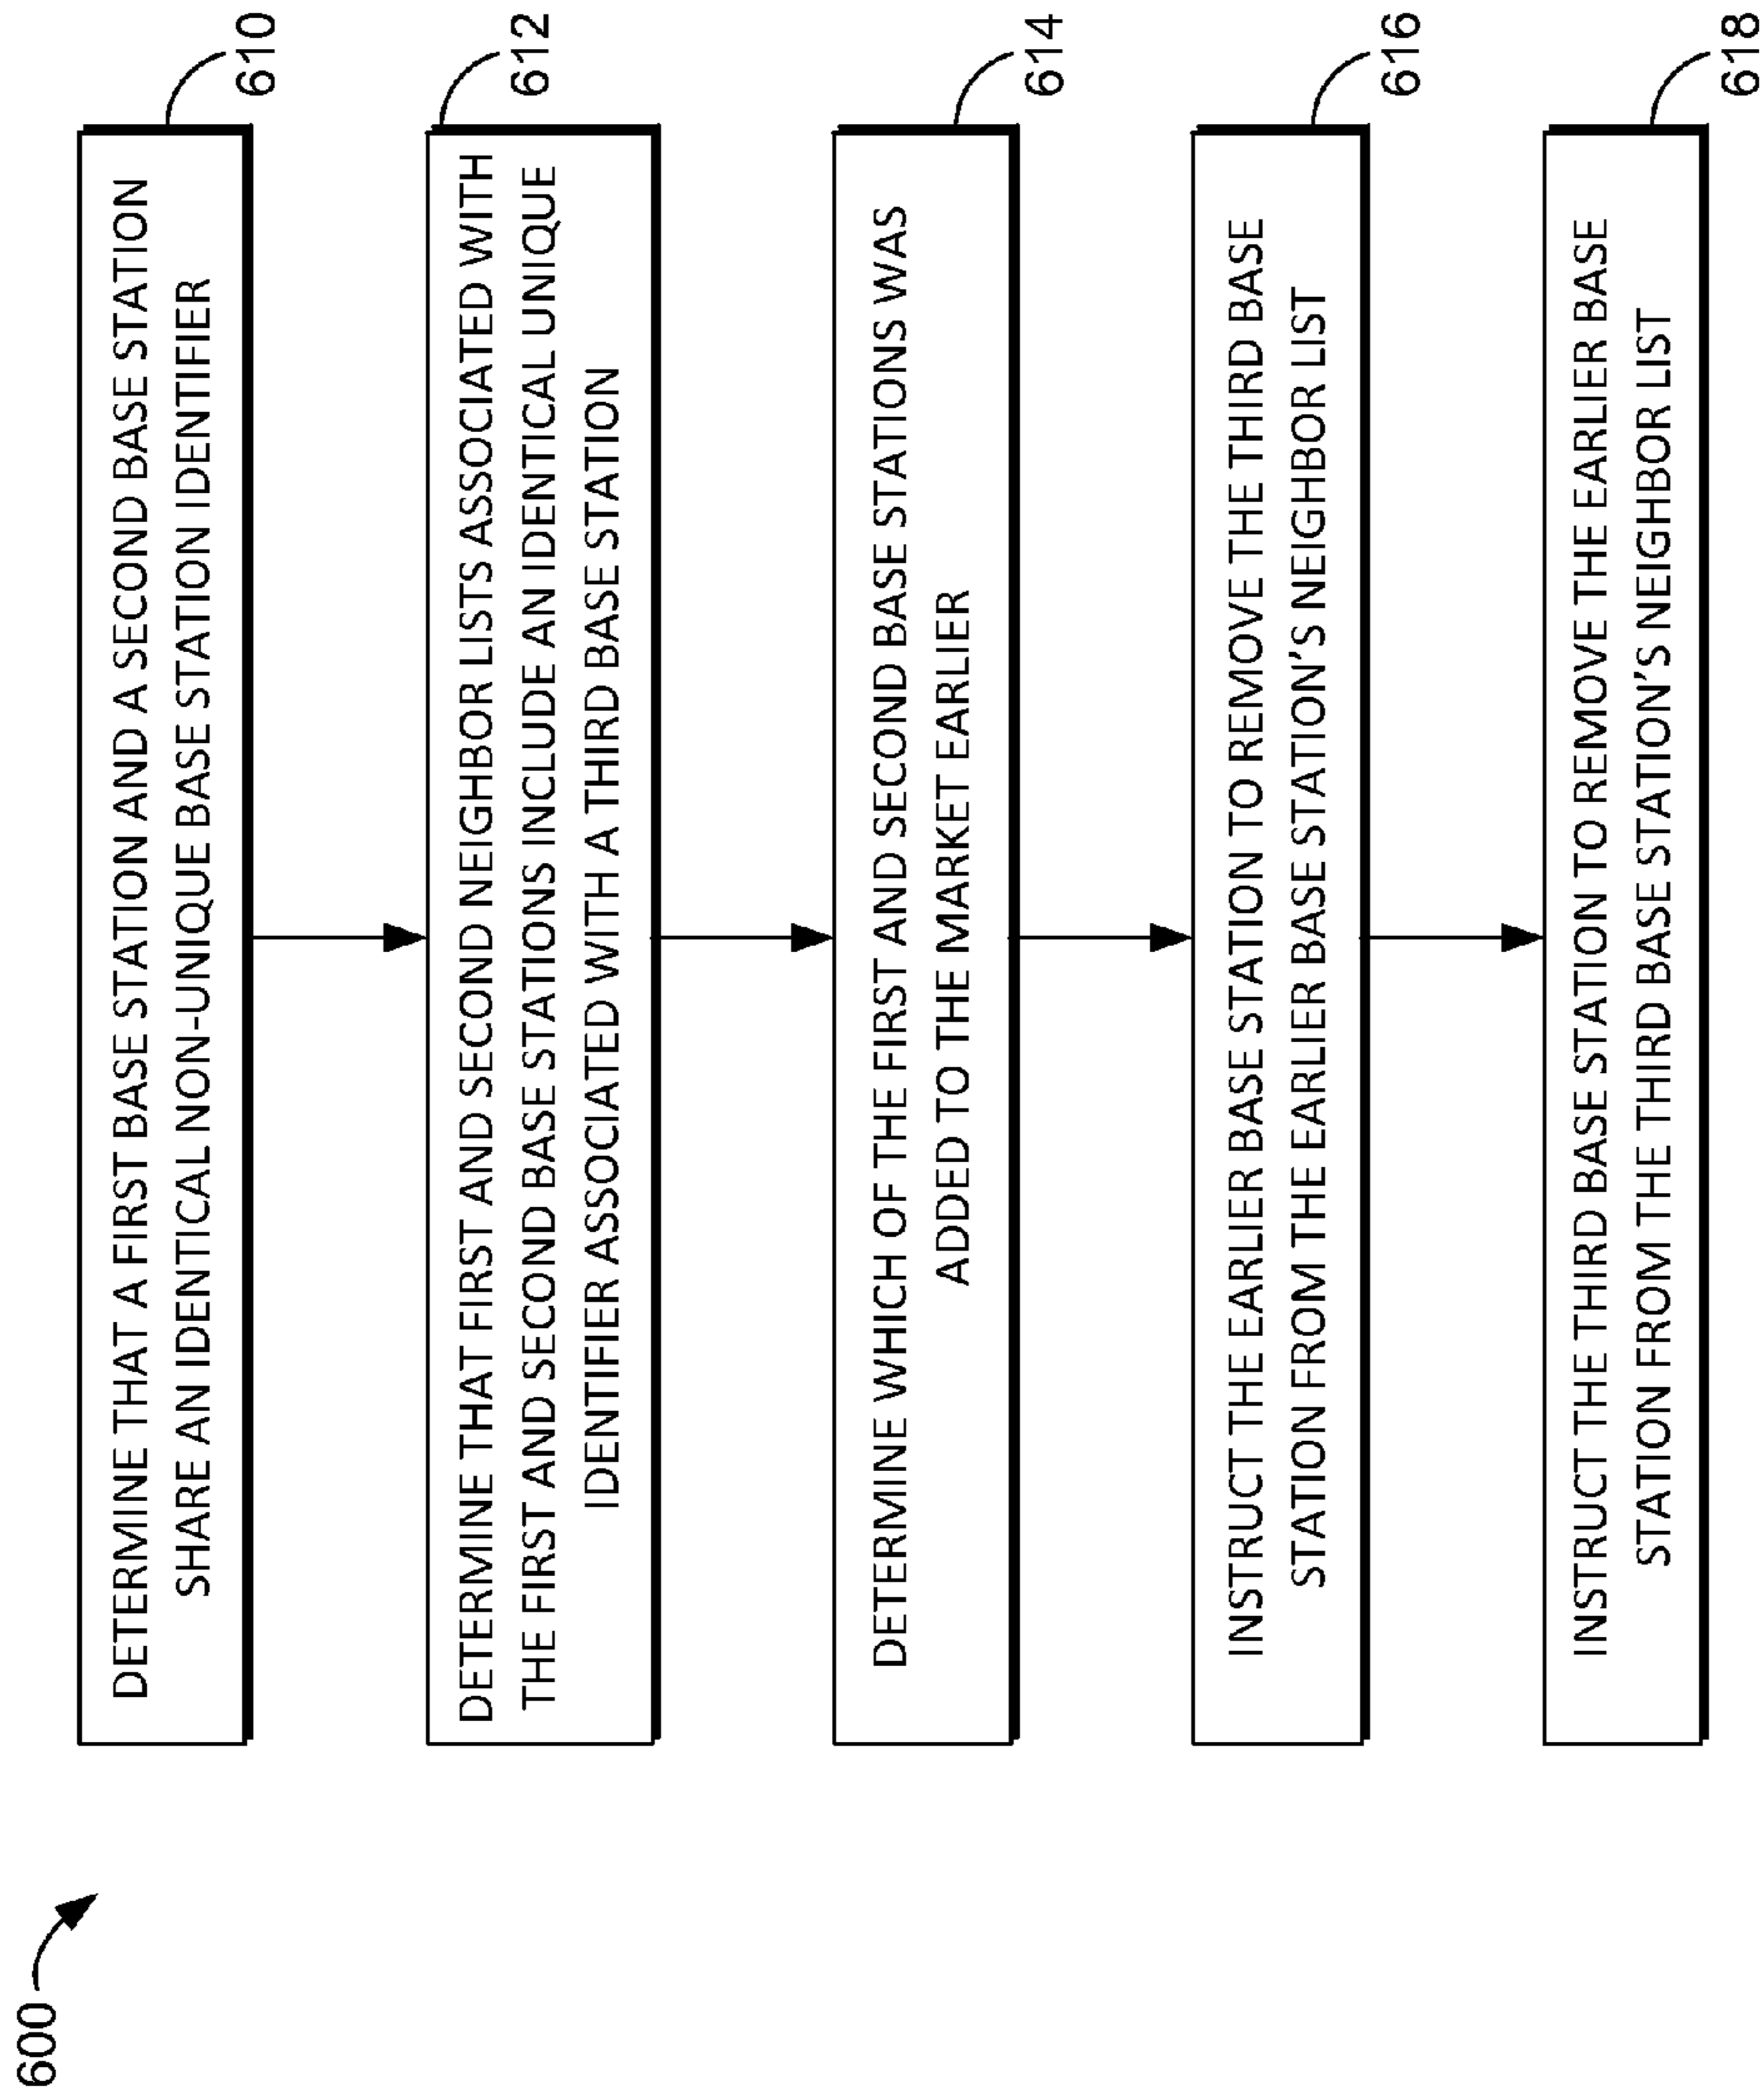 600
DETERMINE THAT A FIRST BASE STATION AND A SECOND BASE STATION
SHARE AN IDENTICAL NON-UNIQUE BASE STATION IDENTIFIER
610
DETERMINE THAT FIRST AND SECOND NEIGHBOR LISTS ASSOCIATED WITH
THE FIRST AND SECOND BASE STATIONS INCLUDE AN IDENTICAL UNIQUE
IDENTIFIER ASSOCIATED WITH A THIRD BASE STATION
612
DETERMINE WHICH OF THE FIRST AND SECOND BASE STATIONS WAS
ADDED TO THE MARKET EARLIER
614
INSTRUCT THE EARLIER BASE STATION TO REMOVE THE THIRD BASE
STATION FROM THE EARLIER BASE STATION'S NEIGHBOR LIST
616
INSTRUCT THE THIRD BASE STATION TO REMOVE THE EARLIER BASE
STATION FROM THE THIRD BASE STATION'S NEIGHBOR LIST
618